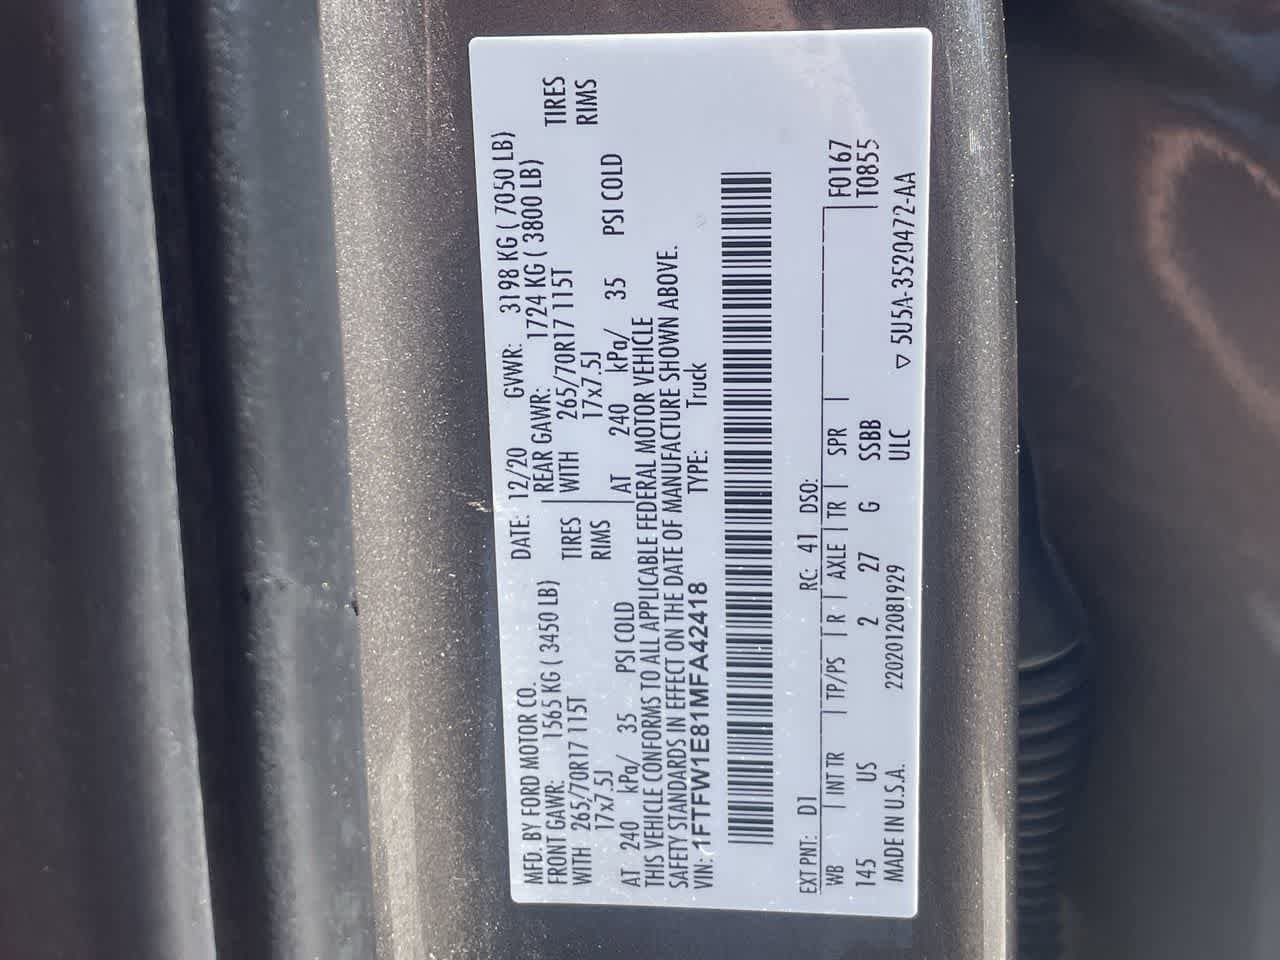 MFD. BY FORD MOTOR CO. DATE: 12/20 GVWR: 3198 KG ( 7050 LB)
FRONT GAWR: 1565 KG ( 3450 LB) REAR GAWR: 1724 KG ( 3800 LB)
WITH 265/70R17 115T TIRES WITH 265/70R17 115T TIRES
17x7.5J RIMS 17x7.5J RIMS
AT 240 kPa/ 35 PSI COLD AT 240 kPa/ 35 PSI COLD
THIS VEHICLE CONFORMS TO ALL APPLICABLE FEDERAL MOTOR VEHICLE
SAFETY STANDARDS IN EFFECT ON THE DATE OF MANUFACTURE SHOWN ABOVE.
VIN: 1FTFW1E81MFA42418 TYPE: Truck
EXT PNT: D1 RC: 41 DSO: F0167
WB INT TR TP/PS R AXLE TR SPR T0855
145 US 2 27 G SSBB
MADE IN U.S.A. 2202012081929 ULC ▽ 5U5A-3520472-AA